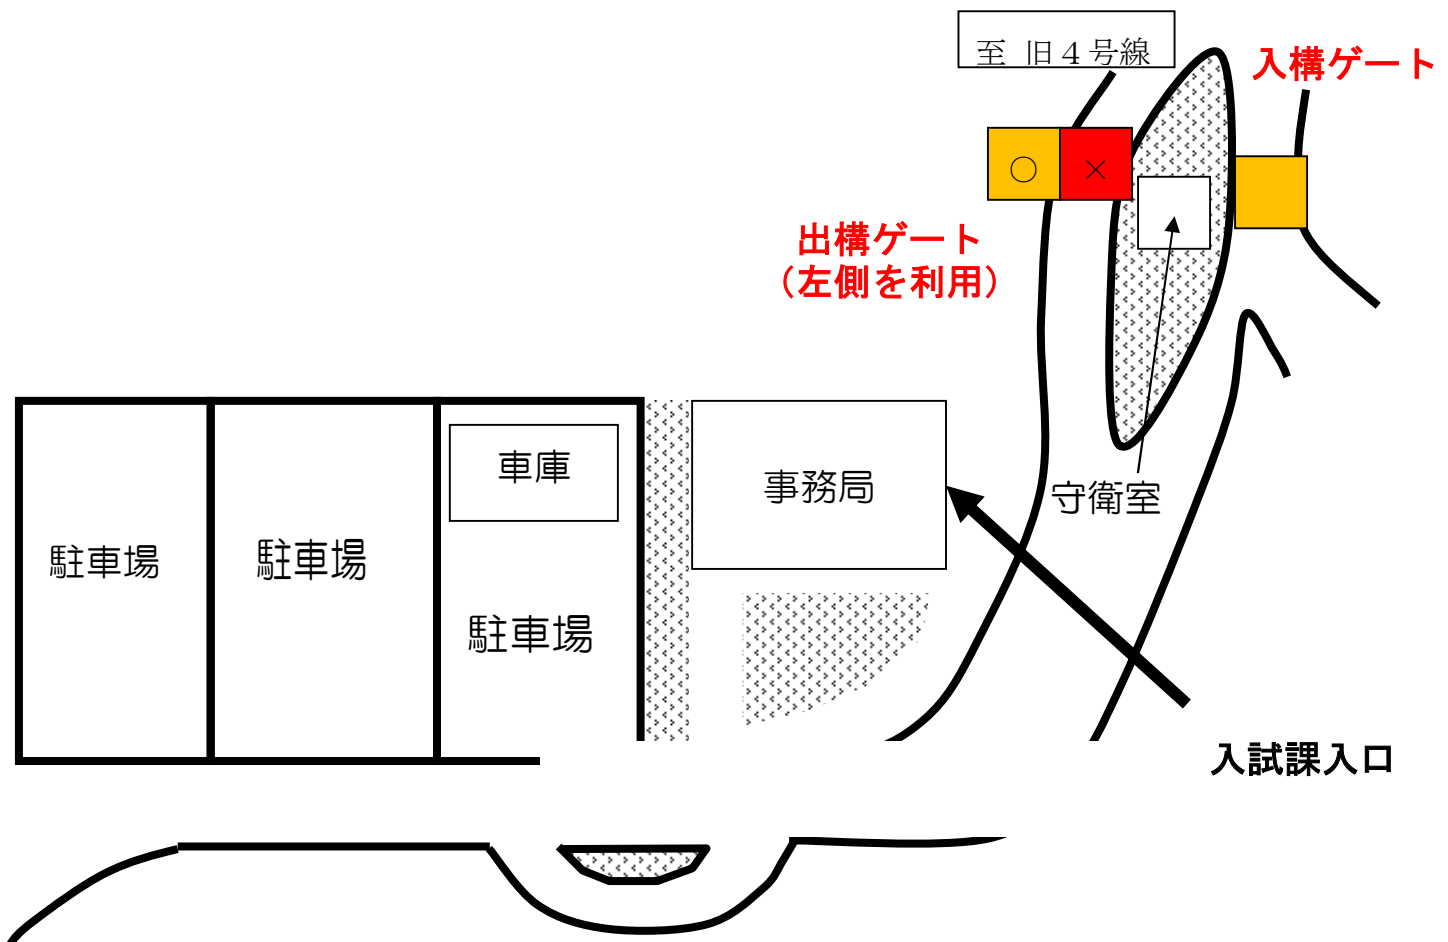 至 旧4号線
入構ゲート
○
×
出構ゲート
(左側を利用)
車庫
事務局
守衛室
駐車場
駐車場
駐車場
入試課入口